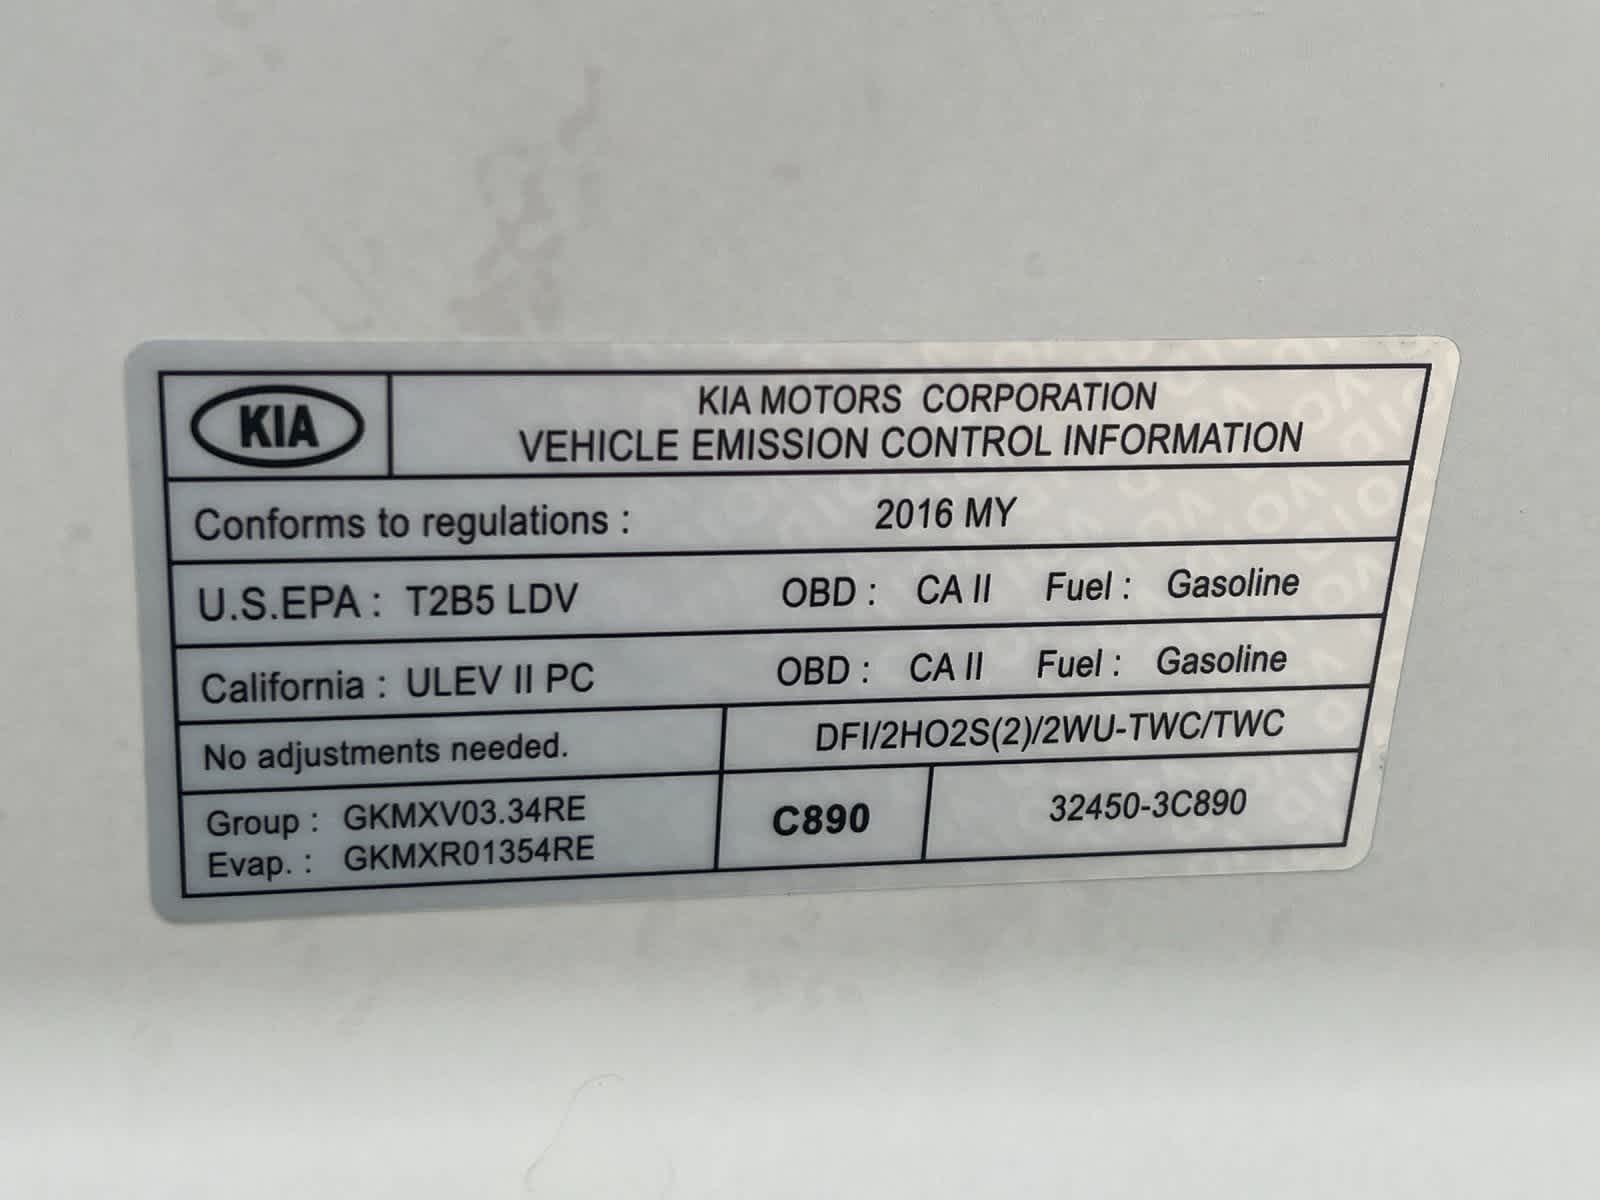 KIA
KIA MOTORS CORPORATION
VEHICLE EMISSION CONTROL INFORMATION
Conforms to regulations : 2016 MY
U.S.EPA : T2B5 LDV OBD : CA II Fuel : Gasoline
California : ULEV II PC OBD : CA II Fuel : Gasoline
No adjustments needed. DFI/2HO2S(2)/2WU-TWC/TWC
Group : GKMXV03.34RE
Evap. : GKMXR01354RE
C890
32450-3C890